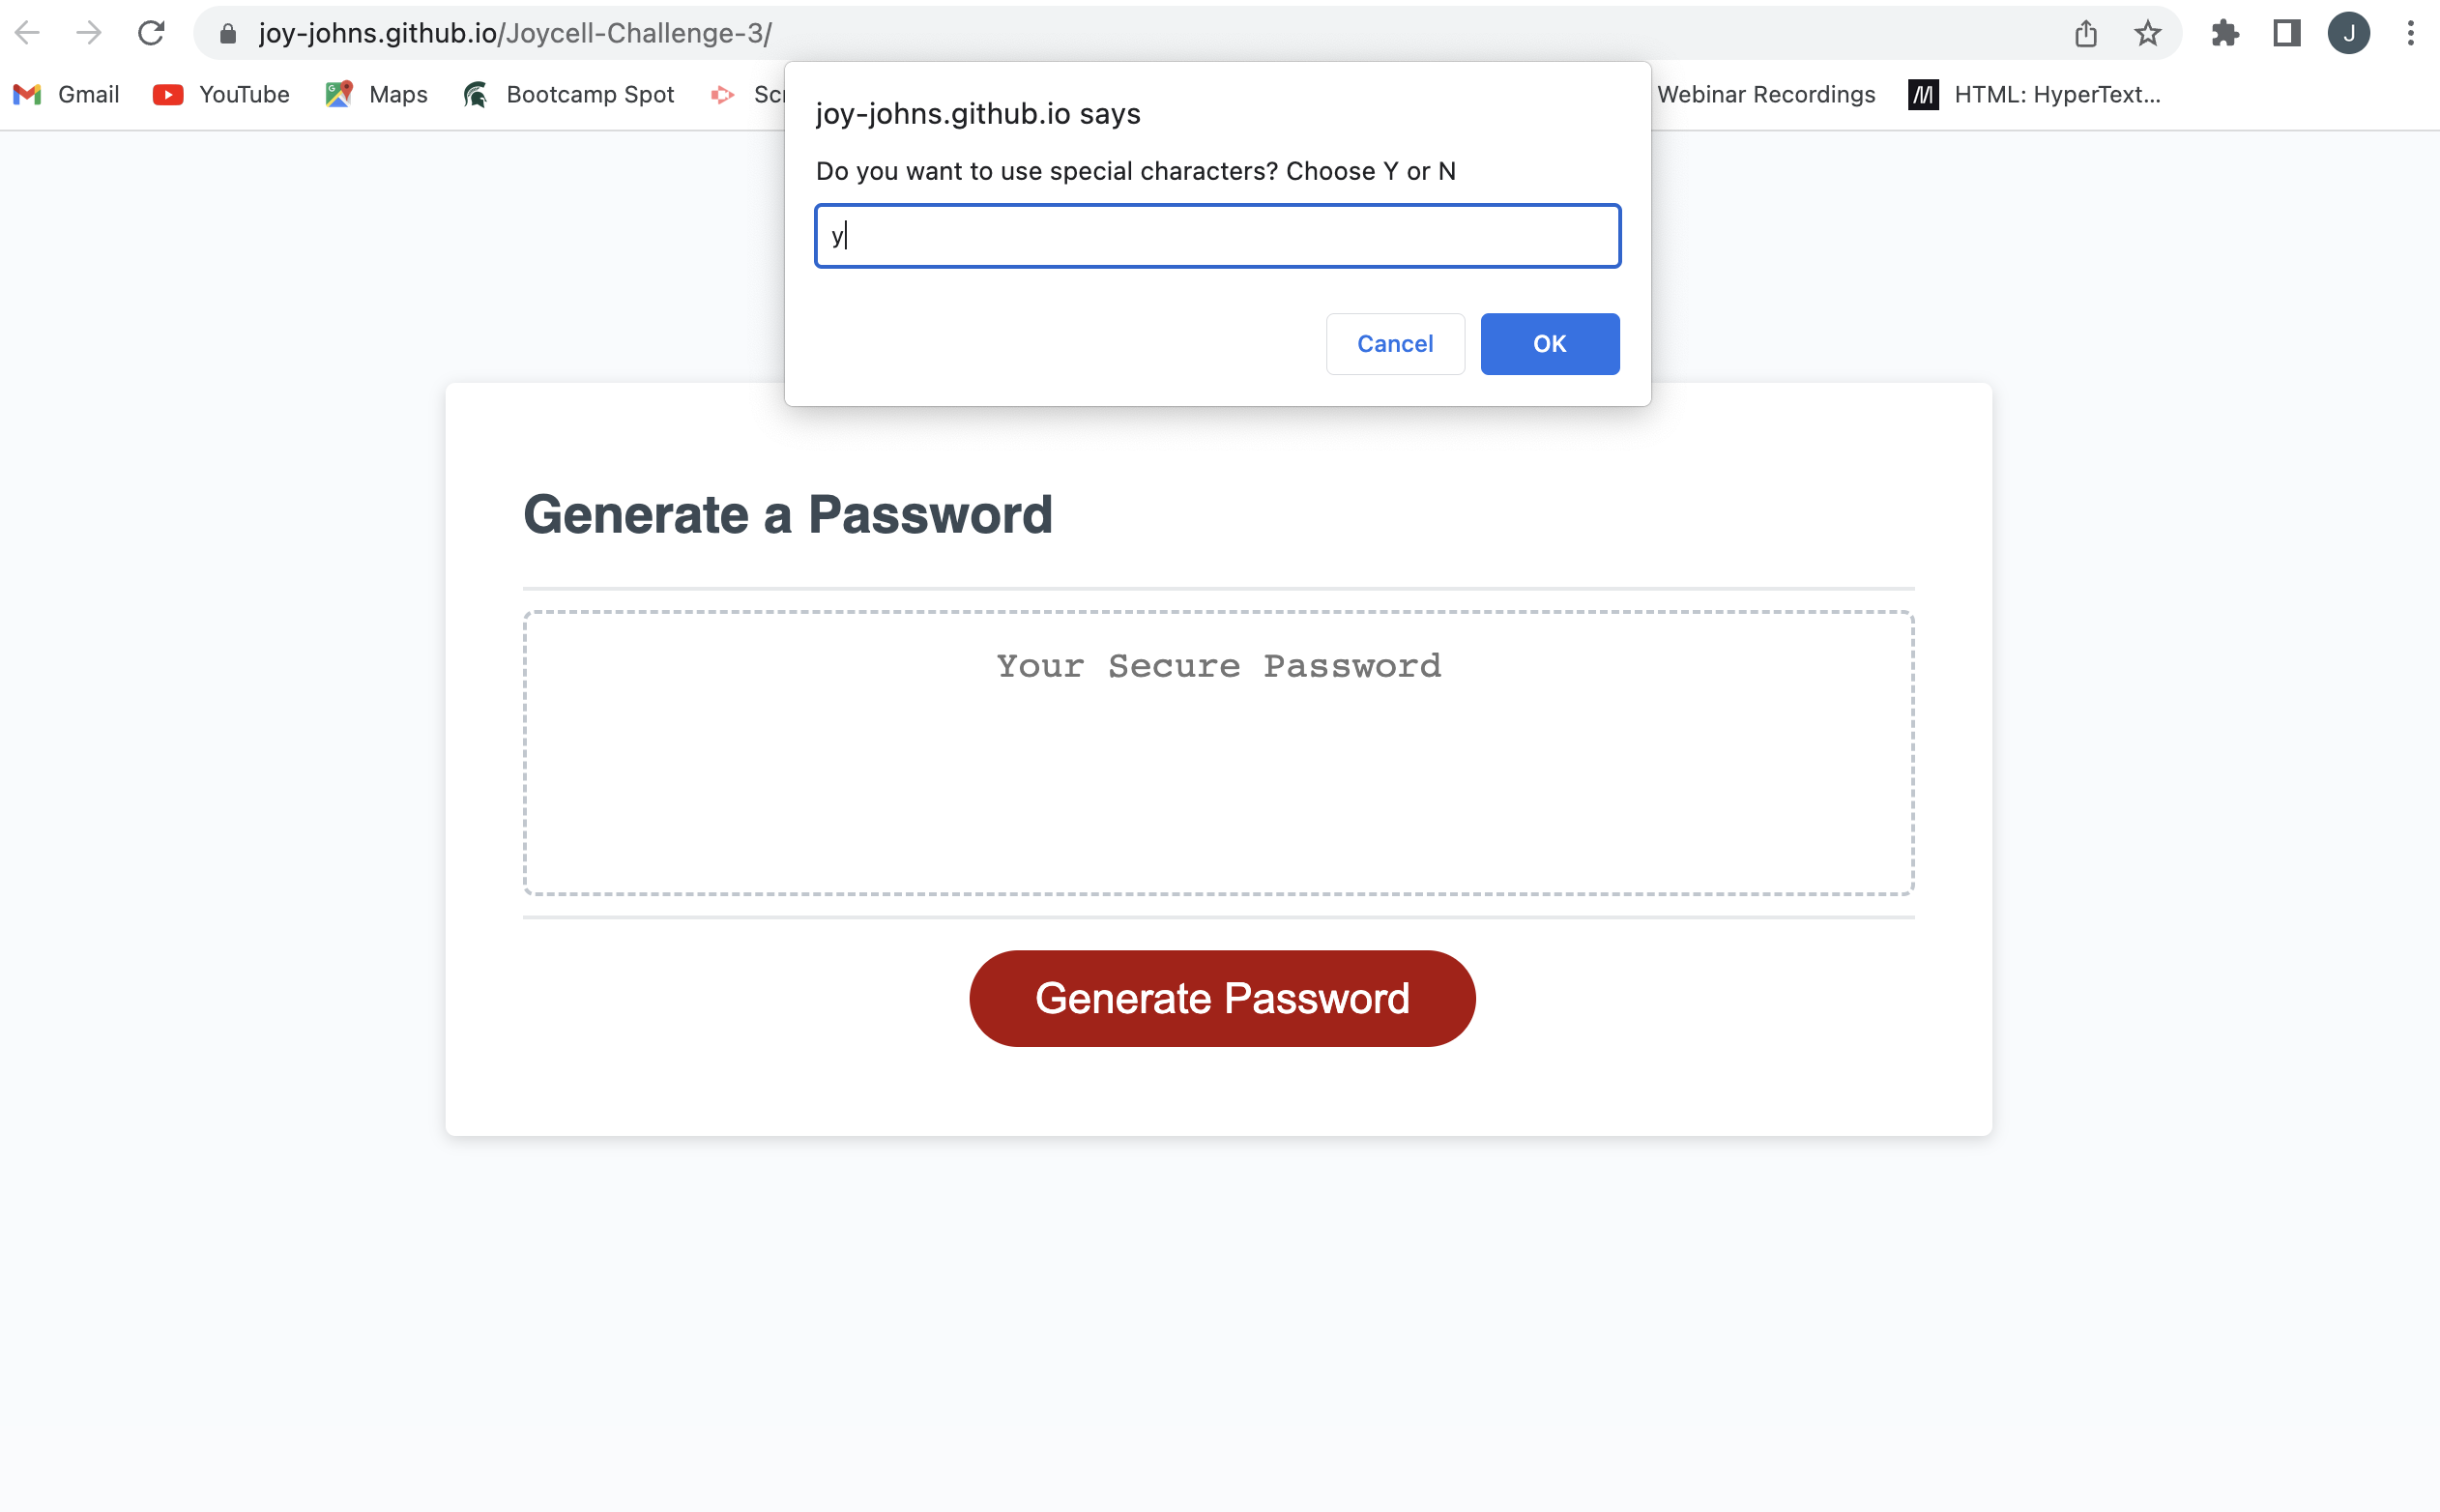 joy-johns.github.io/Joycell-Challenge-3/
J
Gmail YouTube Maps Bootcamp Spot Webinar Recordings HTML: HyperText...
joy-johns.github.io says
Do you want to use special characters? Choose Y or N
y
Cancel OK
Generate a Password
Your Secure Password
Generate Password